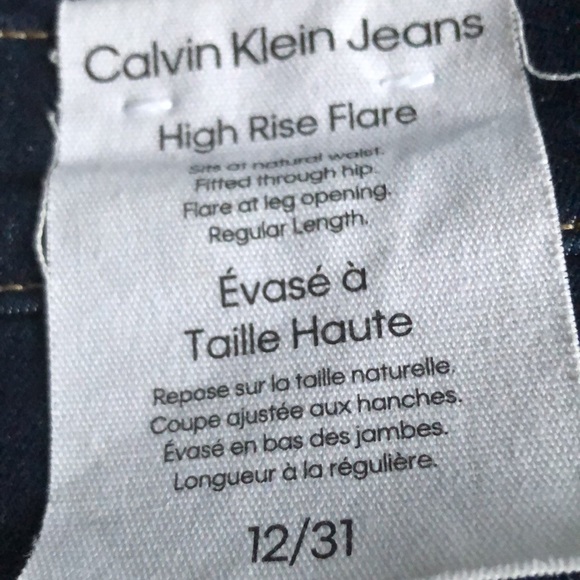 Calvin Klein Jeans
High Rise Flare
Sits at natural waist.
Fitted through hip.
Flare at leg opening.
Regular Length.
Évasé à
Taille Haute
Repose sur la taille naturelle.
Coupe ajustée aux hanches.
Évasé en bas des jambes.
Longueur à la régulière.
12/31